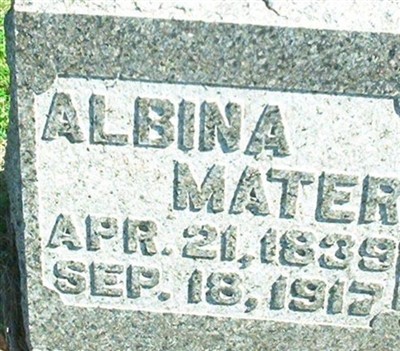 ALBINA
MATER
APR. 21, 1839
SEP. 18, 1917